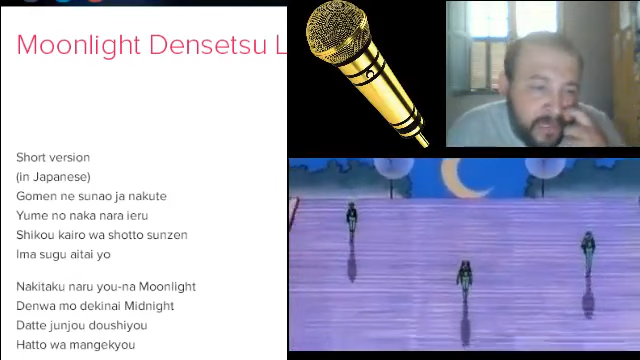 Moonlight Densetsu L
Short version
(in Japanese)
Gomen ne sunao ja nakute
Yume no naka nara ieru
Shikou kairo wa shotto sunzen
Ima sugu aitai yo
Nakitaku naru you-na Moonlight
Denwa mo dekinai Midnight
Datte junjou doushiyou
Hatto wa mangekyou